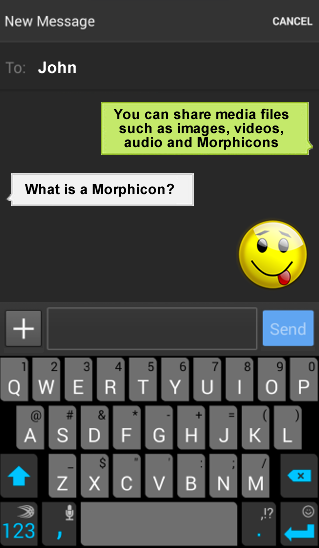 New Message CANCEL
To: John
You can share media files
such as images, videos,
audio and Morphicons
What is a Morphicon?
+ Send
1 2 3 4 5 6 7 8 9 0
Q W E R T Y U I O P
@ # & * - + = ( )
A S D F G H J K L
_ $ " ' : ; /
Z X C V B N M
,!?
123 , .